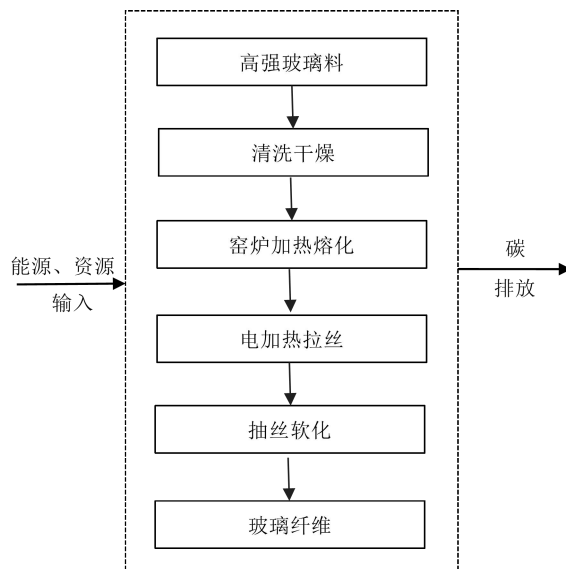 高强玻璃料
清洗干燥
窑炉加热熔化
能源、资源
输入
碳
排放
电加热拉丝
抽丝软化
玻璃纤维